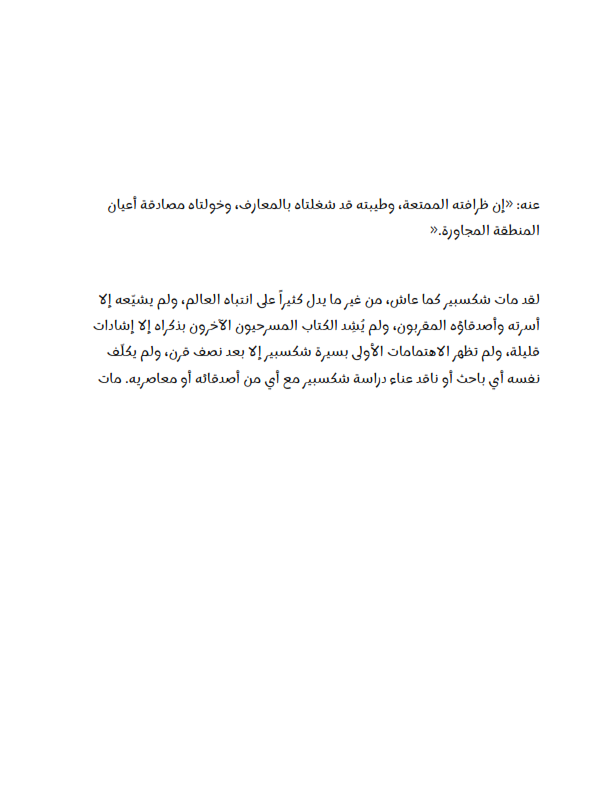 عنه: «إن ظرافته الممتعة، وطيبته قد شغلتاه بالمعارف، وخولتاه مصادقة أعيان
المنطقة المجاورة.»
لقد مات شكسبير كما عاش، من غير ما يدل كثيراً على انتباه العالم، ولم يشيّعه إلا
أسرته وأصدقاؤه المقربون، ولم يُشِد الكتاب المسرحيون الآخرون بذكراه إلا إشادات
قليلة، ولم تظهر الاهتمامات الأولى بسيرة شكسبير إلا بعد نصف قرن، ولم يكلّف
نفسه أي باحث أو ناقد عناء دراسة شكسبير مع أي من أصدقائه أو معاصريه. مات